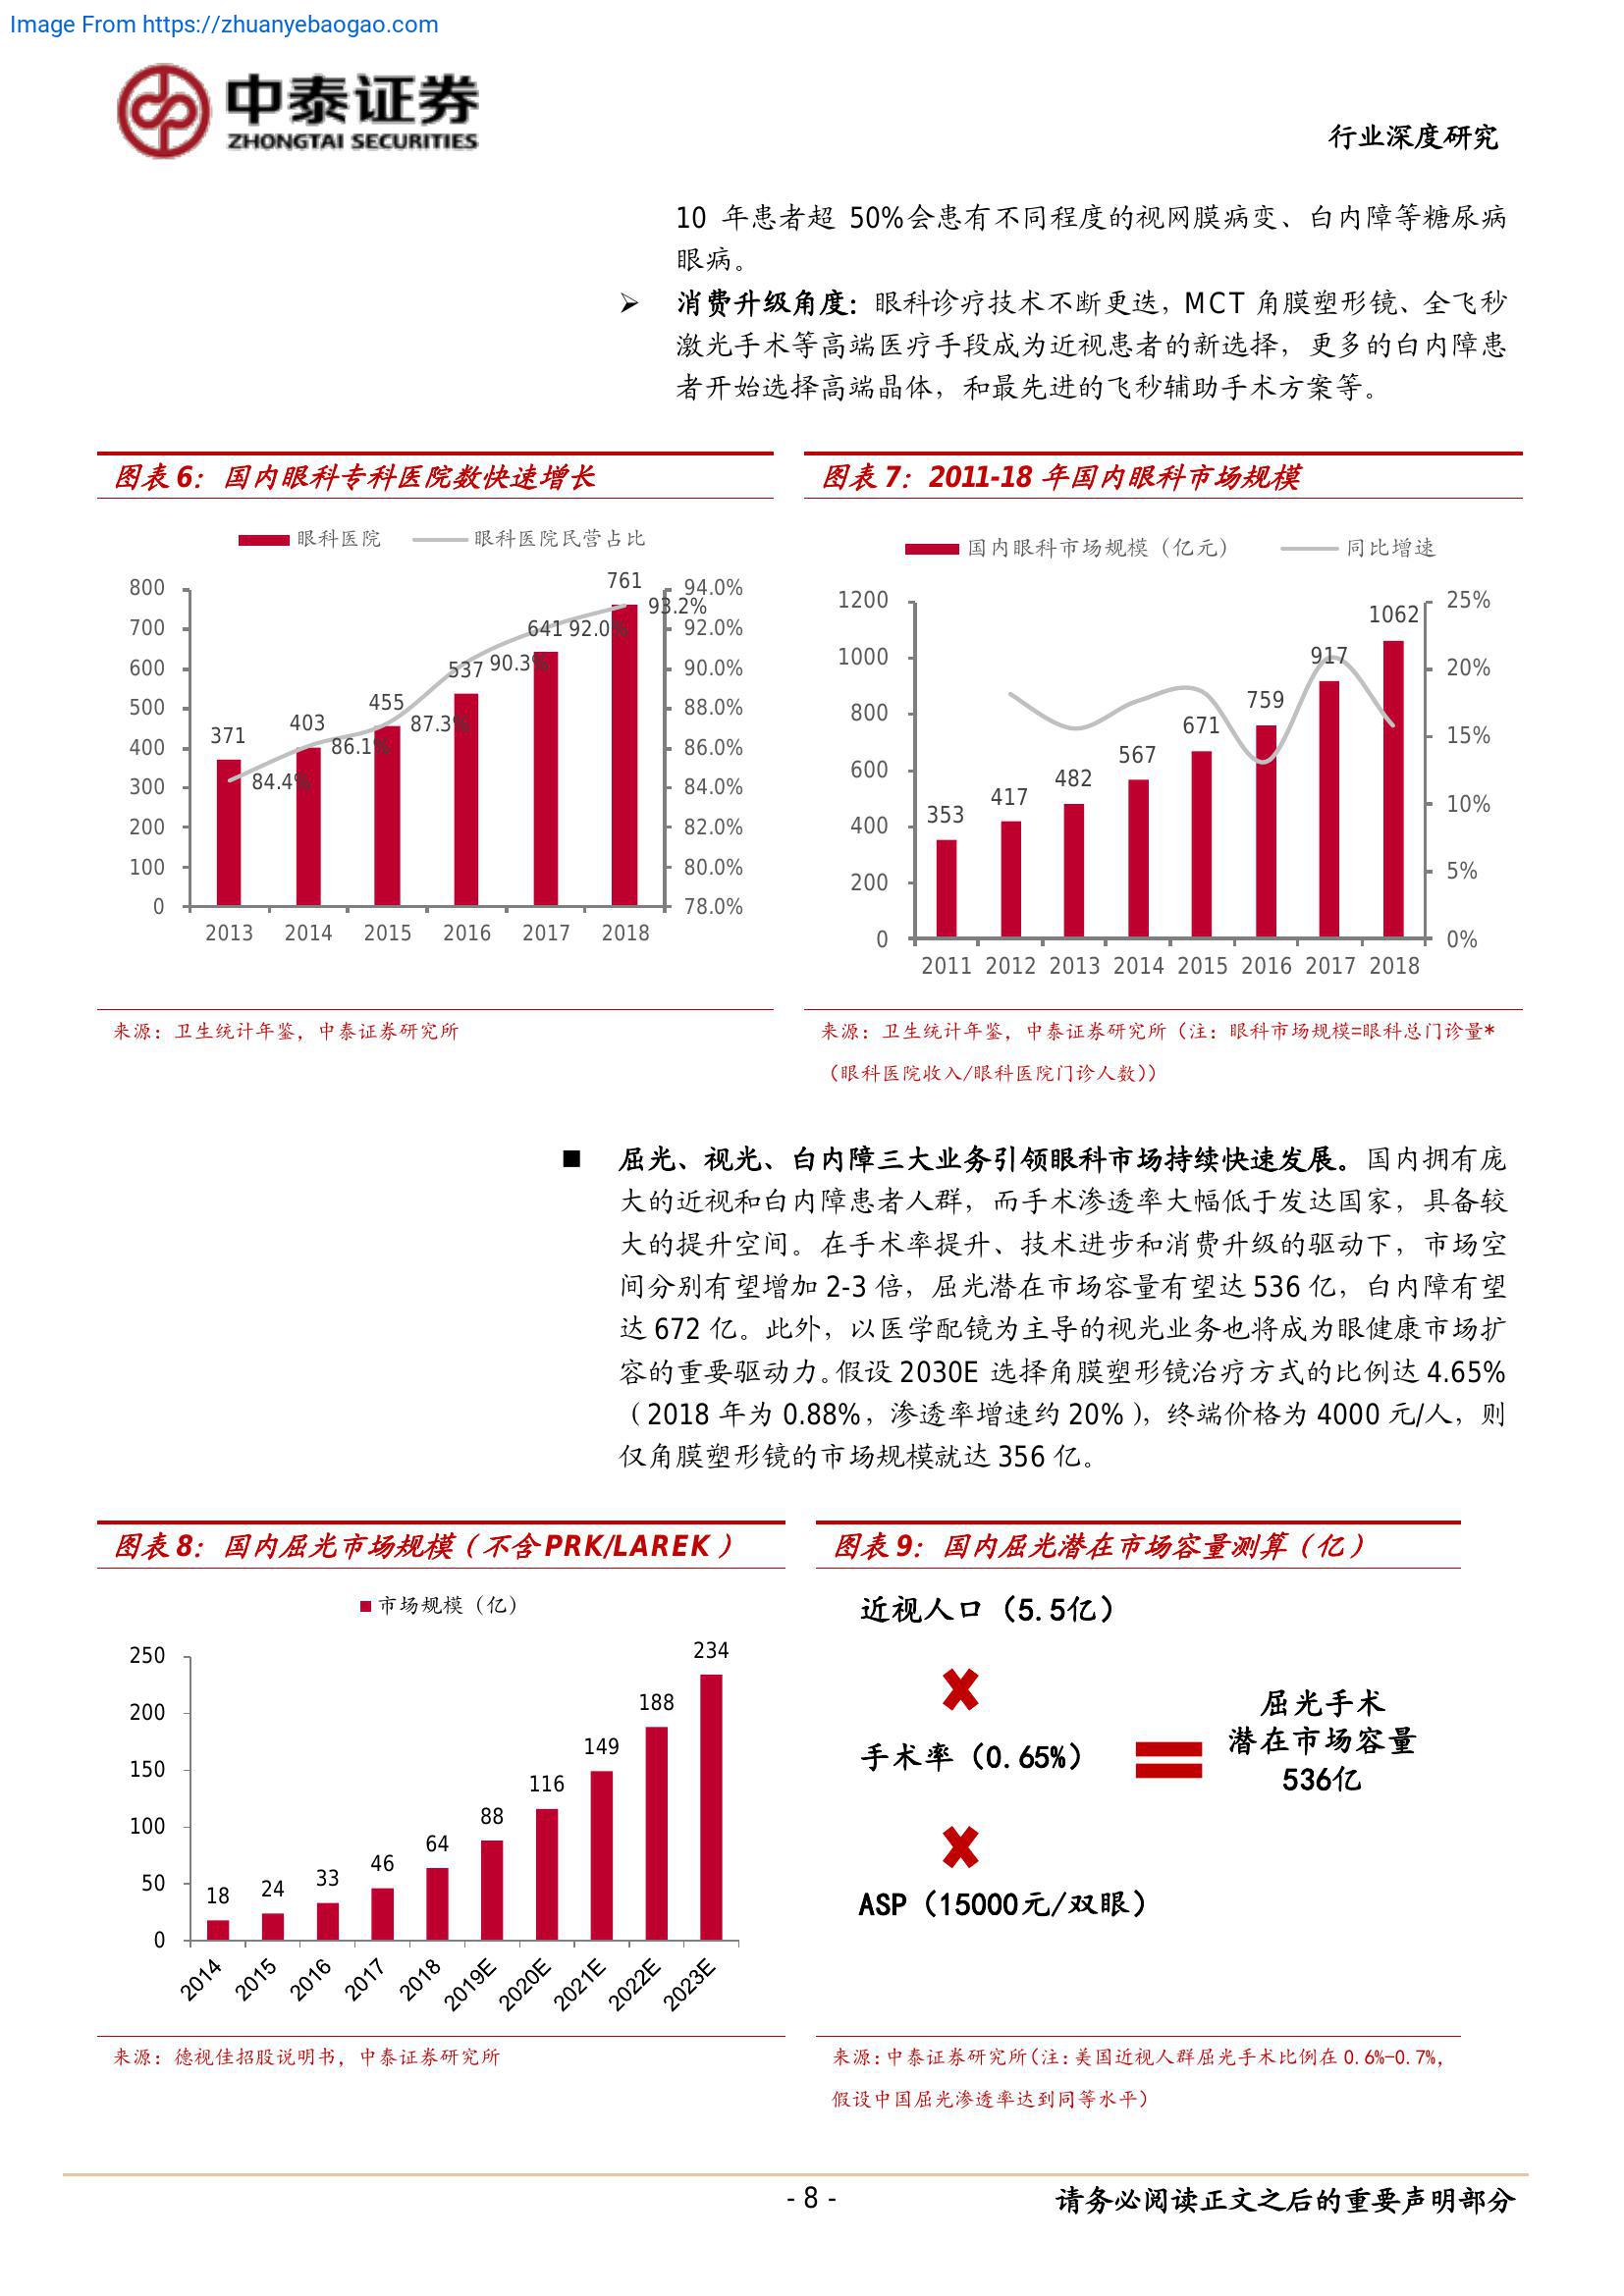 Image From https://zhuanyebaogao.com
中泰证券
ZHONGTAI SECURITIES
行业深度研究
10 年患者超 50%会患有不同程度的视网膜病变、白内障等糖尿病
眼病。
➢ 消费升级角度：眼科诊疗技术不断更迭，MCT 角膜塑形镜、全飞秒
激光手术等高端医疗手段成为近视患者的新选择，更多的白内障患
者开始选择高端晶体，和最先进的飞秒辅助手术方案等。
图表 6：国内眼科专科医院数快速增长
眼科医院 眼科医院民营占比
800 700 600 500 400 300 200 100 0
371 403 455 537 641 761
84.4% 86.1% 87.3% 90.3% 92.0% 93.2%
94.0% 92.0% 90.0% 88.0% 86.0% 84.0% 82.0% 80.0% 78.0%
2013 2014 2015 2016 2017 2018
来源：卫生统计年鉴，中泰证券研究所
图表 7：2011-18 年国内眼科市场规模
国内眼科市场规模（亿元） 同比增速
1200 1000 800 600 400 200 0
353 417 482 567 671 759 917 1062
25% 20% 15% 10% 5% 0%
2011 2012 2013 2014 2015 2016 2017 2018
来源：卫生统计年鉴，中泰证券研究所（注：眼科市场规模=眼科总门诊量*
（眼科医院收入/眼科医院门诊人数））
■ 屈光、视光、白内障三大业务引领眼科市场持续快速发展。国内拥有庞
大的近视和白内障患者人群，而手术渗透率大幅低于发达国家，具备较
大的提升空间。在手术率提升、技术进步和消费升级的驱动下，市场空
间分别有望增加 2-3 倍，屈光潜在市场容量有望达 536 亿，白内障有望
达 672 亿。此外，以医学配镜为主导的视光业务也将成为眼健康市场扩
容的重要驱动力。假设 2030E 选择角膜塑形镜治疗方式的比例达 4.65%
（2018 年为 0.88%，渗透率增速约 20%），终端价格为 4000 元/人，则
仅角膜塑形镜的市场规模就达 356 亿。
图表 8：国内屈光市场规模（不含 PRK/LAREK）
市场规模（亿）
250 200 150 100 50 0
18 24 33 46 64 88 116 149 188 234
2014 2015 2016 2017 2018 2019E 2020E 2021E 2022E 2023E
来源：德视佳招股说明书，中泰证券研究所
图表 9：国内屈光潜在市场容量测算（亿）
近视人口（5.5亿）
手术率（0.65%）
ASP（15000元/双眼）
屈光手术
潜在市场容量
536亿
来源：中泰证券研究所（注：美国近视人群屈光手术比例在 0.6%-0.7%，
假设中国屈光渗透率达到同等水平）
- 8 -
请务必阅读正文之后的重要声明部分